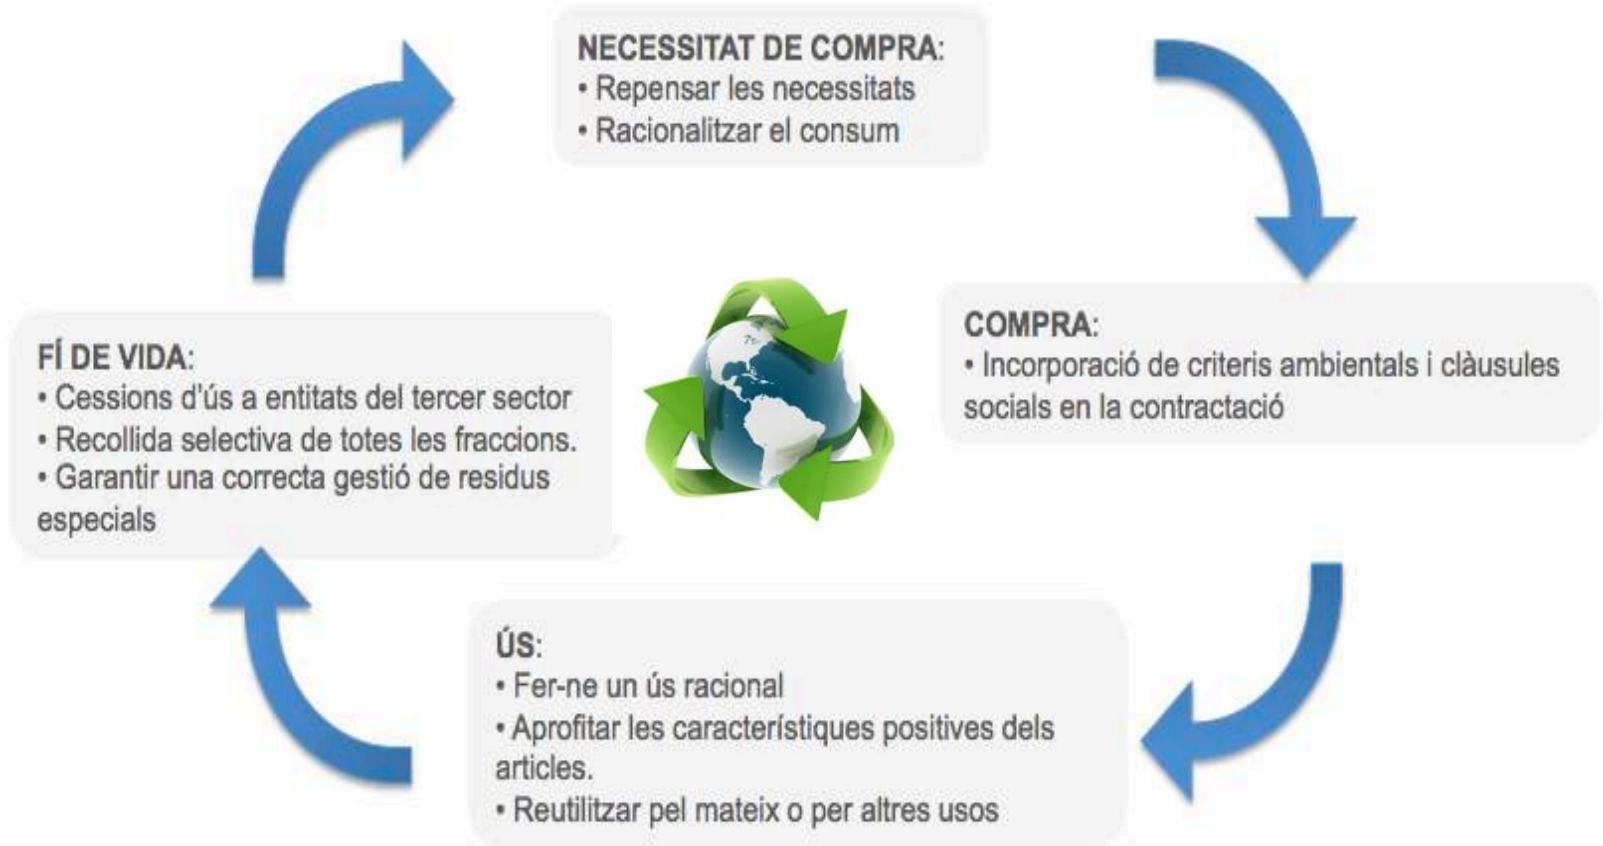 NECESSITAT DE COMPRA:
• Repensar les necessitats
• Racionalitzar el consum
COMPRA:
• Incorporació de criteris ambientals i clàusules
socials en la contractació
ÚS:
• Fer-ne un ús racional
• Aprofitar les característiques positives dels
articles.
• Reutilitzar pel mateix o per altres usos
FÍ DE VIDA:
• Cessions d'ús a entitats del tercer sector
• Recollida selectiva de totes les fraccions.
• Garantir una correcta gestió de residus
especials